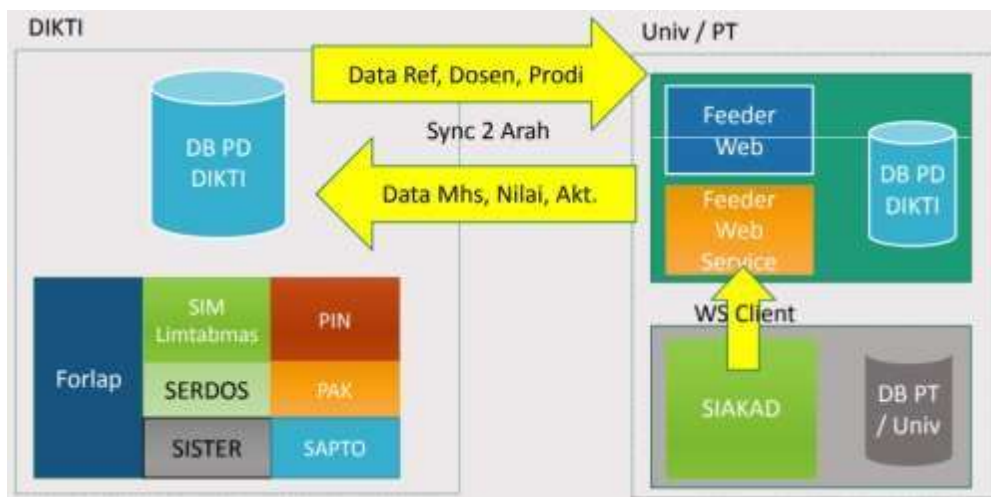 DIKTI
Univ / PT
Data Ref, Dosen, Prodi
Sync 2 Arah
Data Mhs, Nilai, Akt.
DB PD
DIKTI
Feeder
Web
Feeder
Web
Service
DB PD
DIKTI
WS Client
Forlap
SIM
Limtabmas
PIN
SERDOS
PAK
SISTER
SAPTO
SIAKAD
DB PT
/ Univ